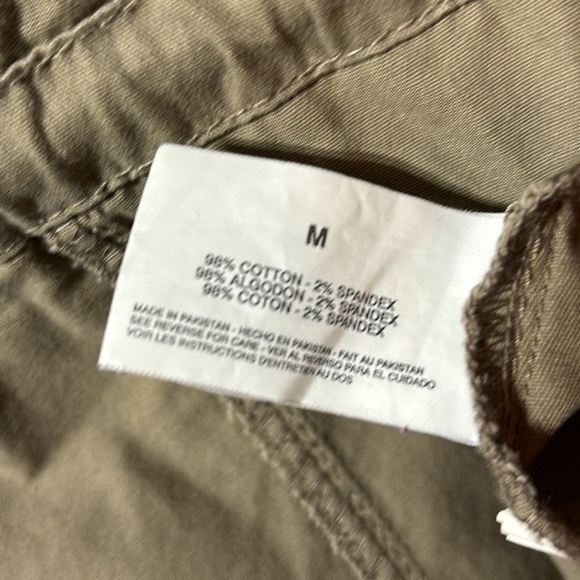 M
98% COTTON - 2% SPANDEX
98% ALGODON - 2% SPANDEX
98% COTON - 2% SPANDEX
MADE IN PAKISTAN - HECHO EN PAKISTAN - FAIT AU PAKISTAN
SEE REVERSE FOR CARE - VER AL REVERSO PARA EL CUIDADO
VOIR LES INSTRUCTIONS D'ENTRETIEN AU DOS